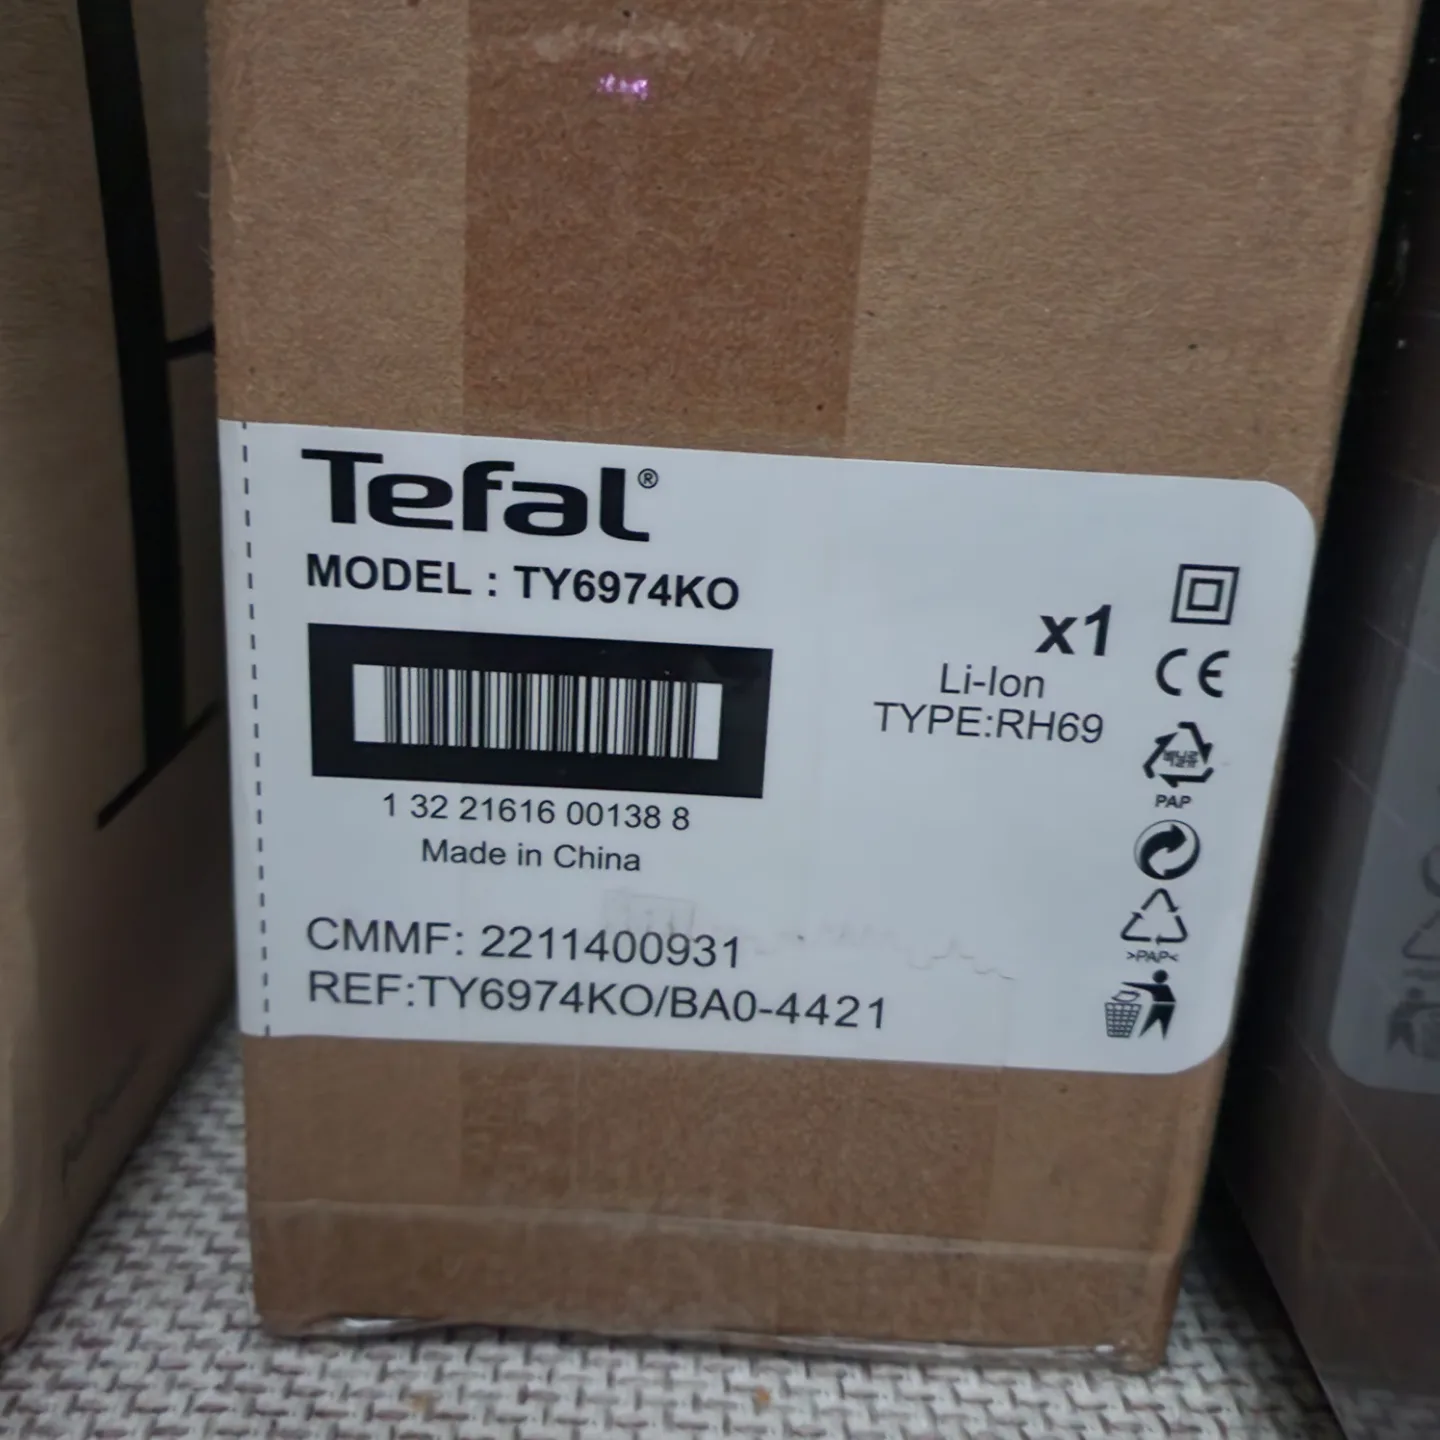 Tefal®
MODEL : TY6974KO
x1
Li-Ion
TYPE:RH69
1 32 21616 00138 8
Made in China
CMMF: 2211400931
REF:TY6974KO/BA0-4421
CE
PAP
>PAP<